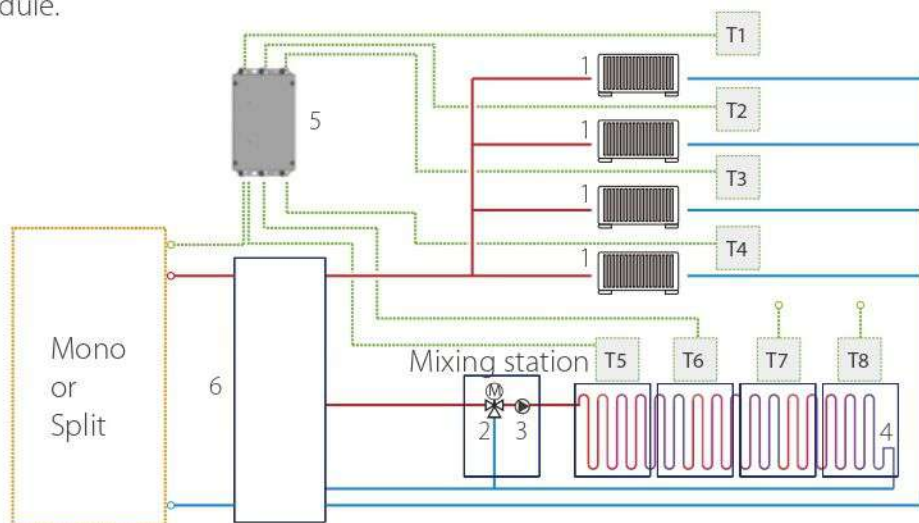 dule.
T1
1
T2
5
1
T3
1
T4
1
Mono
or
Split
6
Mixing station
T5
T6
T7
T8
M
2
3
4